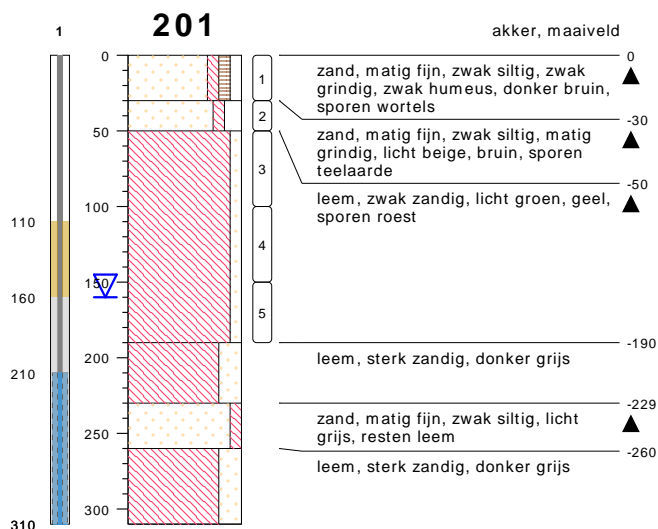 1
201
akker, maaiveld
0
0
zand, matig fijn, zwak siltig, zwak
grindig, zwak humeus, donker bruin,
sporen wortels
1
-30
2
zand, matig fijn, zwak siltig, matig
grindig, licht beige, bruin, sporen
teelaarde
50
-50
3
leem, zwak zandig, licht groen, geel,
sporen roest
100
110
4
150
160
5
-190
200
leem, sterk zandig, donker grijs
210
-229
zand, matig fijn, zwak siltig, licht
grijs, resten leem
250
-260
leem, sterk zandig, donker grijs
300
310